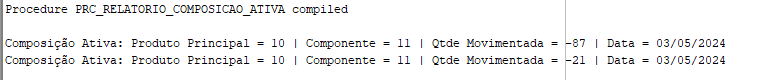 Procedure PRC_RELATORIO_COMPOSICAO_ATIVA compiled
Composição Ativa: Produto Principal = 10 | Componente = 11 | Qtde Movimentada = -87 | Data = 03/05/2024
Composição Ativa: Produto Principal = 10 | Componente = 11 | Qtde Movimentada = -21 | Data = 03/05/2024